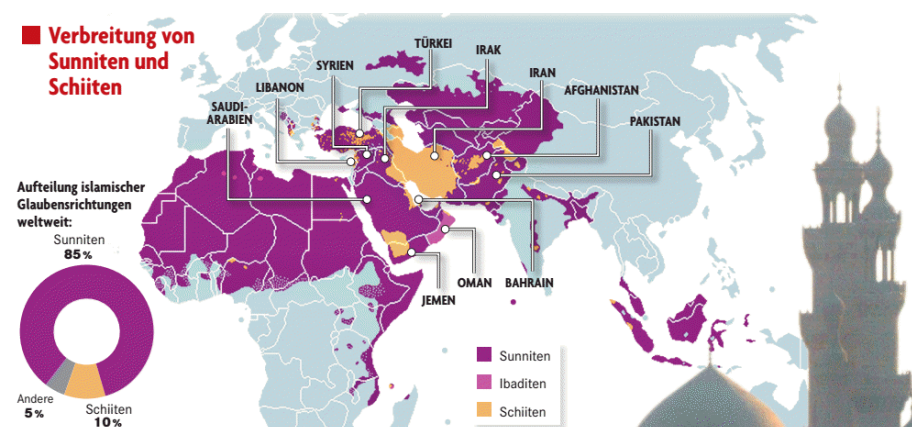 Verbreitung von
Sunniten und
Schiiten
TÜRKEI
IRAK
SYRIEN
IRAN
LIBANON
AFGHANISTAN
SAUDI-
ARABIEN
PAKISTAN
Aufteilung islamischer
Glaubensrichtungen
weltweit:
Sunniten
85 %
Andere
5 %
Schiiten
10 %
JEMEN
OMAN
BAHRAIN
Sunniten
Ibaditen
Schiiten